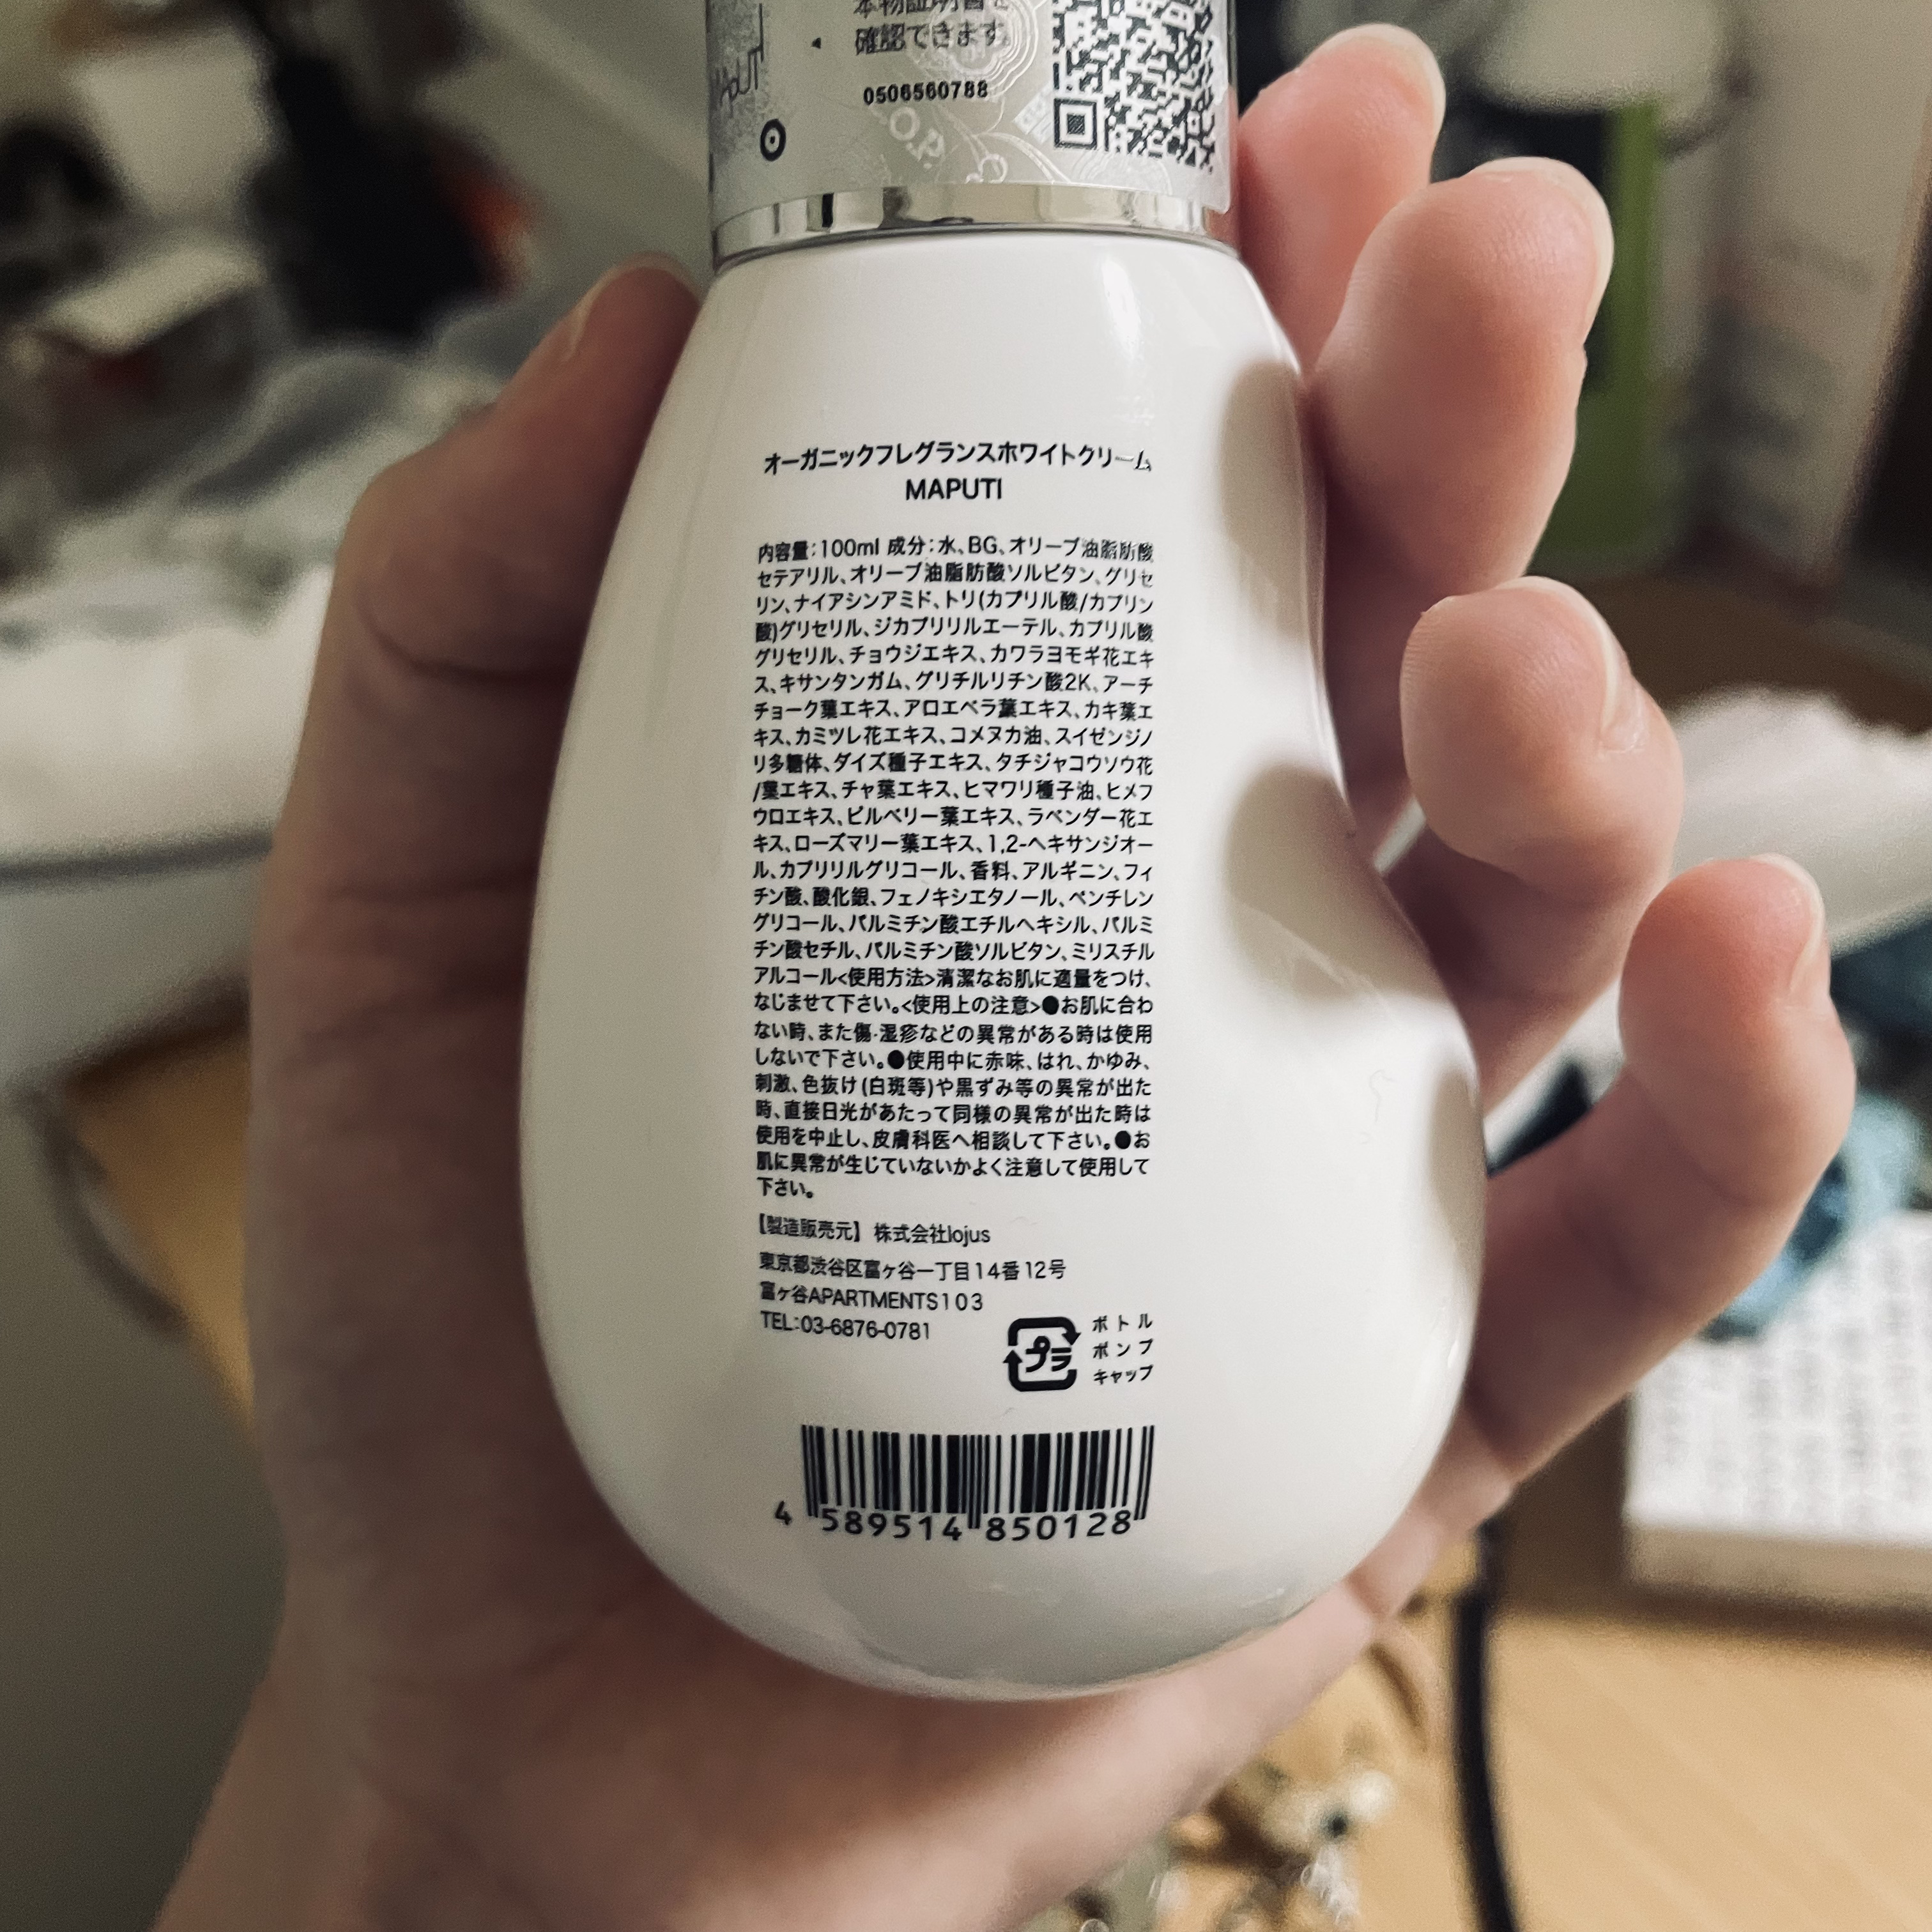 本物証明書を
確認できます。
0506560788
オーガニックフレグランスホワイトクリーム
MAPUTI
内容量:100ml 成分:水、BG、オリーブ油脂肪酸
セテアリル、オリーブ油脂肪酸ソルビタン、グリセ
リン、ナイアシンアミド、トリ(カプリル酸/カプリン
酸)グリセリル、ジカプリリルエーテル、カプリル酸
グリセリル、チョウジエキス、カワラヨモギ花エキ
ス、キサンタンガム、グリチルリチン酸2K、アーチ
チョーク葉エキス、アロエベラ葉エキス、カキ葉エ
キス、カミツレ花エキス、コメヌカ油、スイゼンジノ
リ多糖体、ダイズ種子エキス、タチジャコウソウ花
/葉エキス、チャ葉エキス、ヒマワリ種子油、ヒメフ
ウロエキス、ビルベリー葉エキス、ラベンダー花エ
キス、ローズマリー葉エキス、1,2-ヘキサンジオー
ル、カプリリルグリコール、香料、アルギニン、フィ
チン酸、酸化銀、フェノキシエタノール、ペンチレン
グリコール、パルミチン酸エチルヘキシル、パルミ
チン酸セチル、パルミチン酸ソルビタン、ミリスチル
アルコール<使用方法>清潔なお肌に適量をつけ、
なじませて下さい。<使用上の注意>●お肌に合わ
ない時、また傷・湿疹などの異常がある時は使用
しないで下さい。●使用中に赤味、はれ、かゆみ、
刺激、色抜け(白斑等)や黒ずみ等の異常が出た
時、直接日光があたって同様の異常が出た時は
使用を中止し、皮膚科医へ相談して下さい。●お
肌に異常が生じていないかよく注意して使用して
下さい。
【製造販売元】 株式会社lojus
東京都渋谷区富ヶ谷一丁目14番12号
富ヶ谷APARTMENTS103
TEL:03-6876-0781
プラ
ボトル
ポンプ
キャップ
4 589514 850128